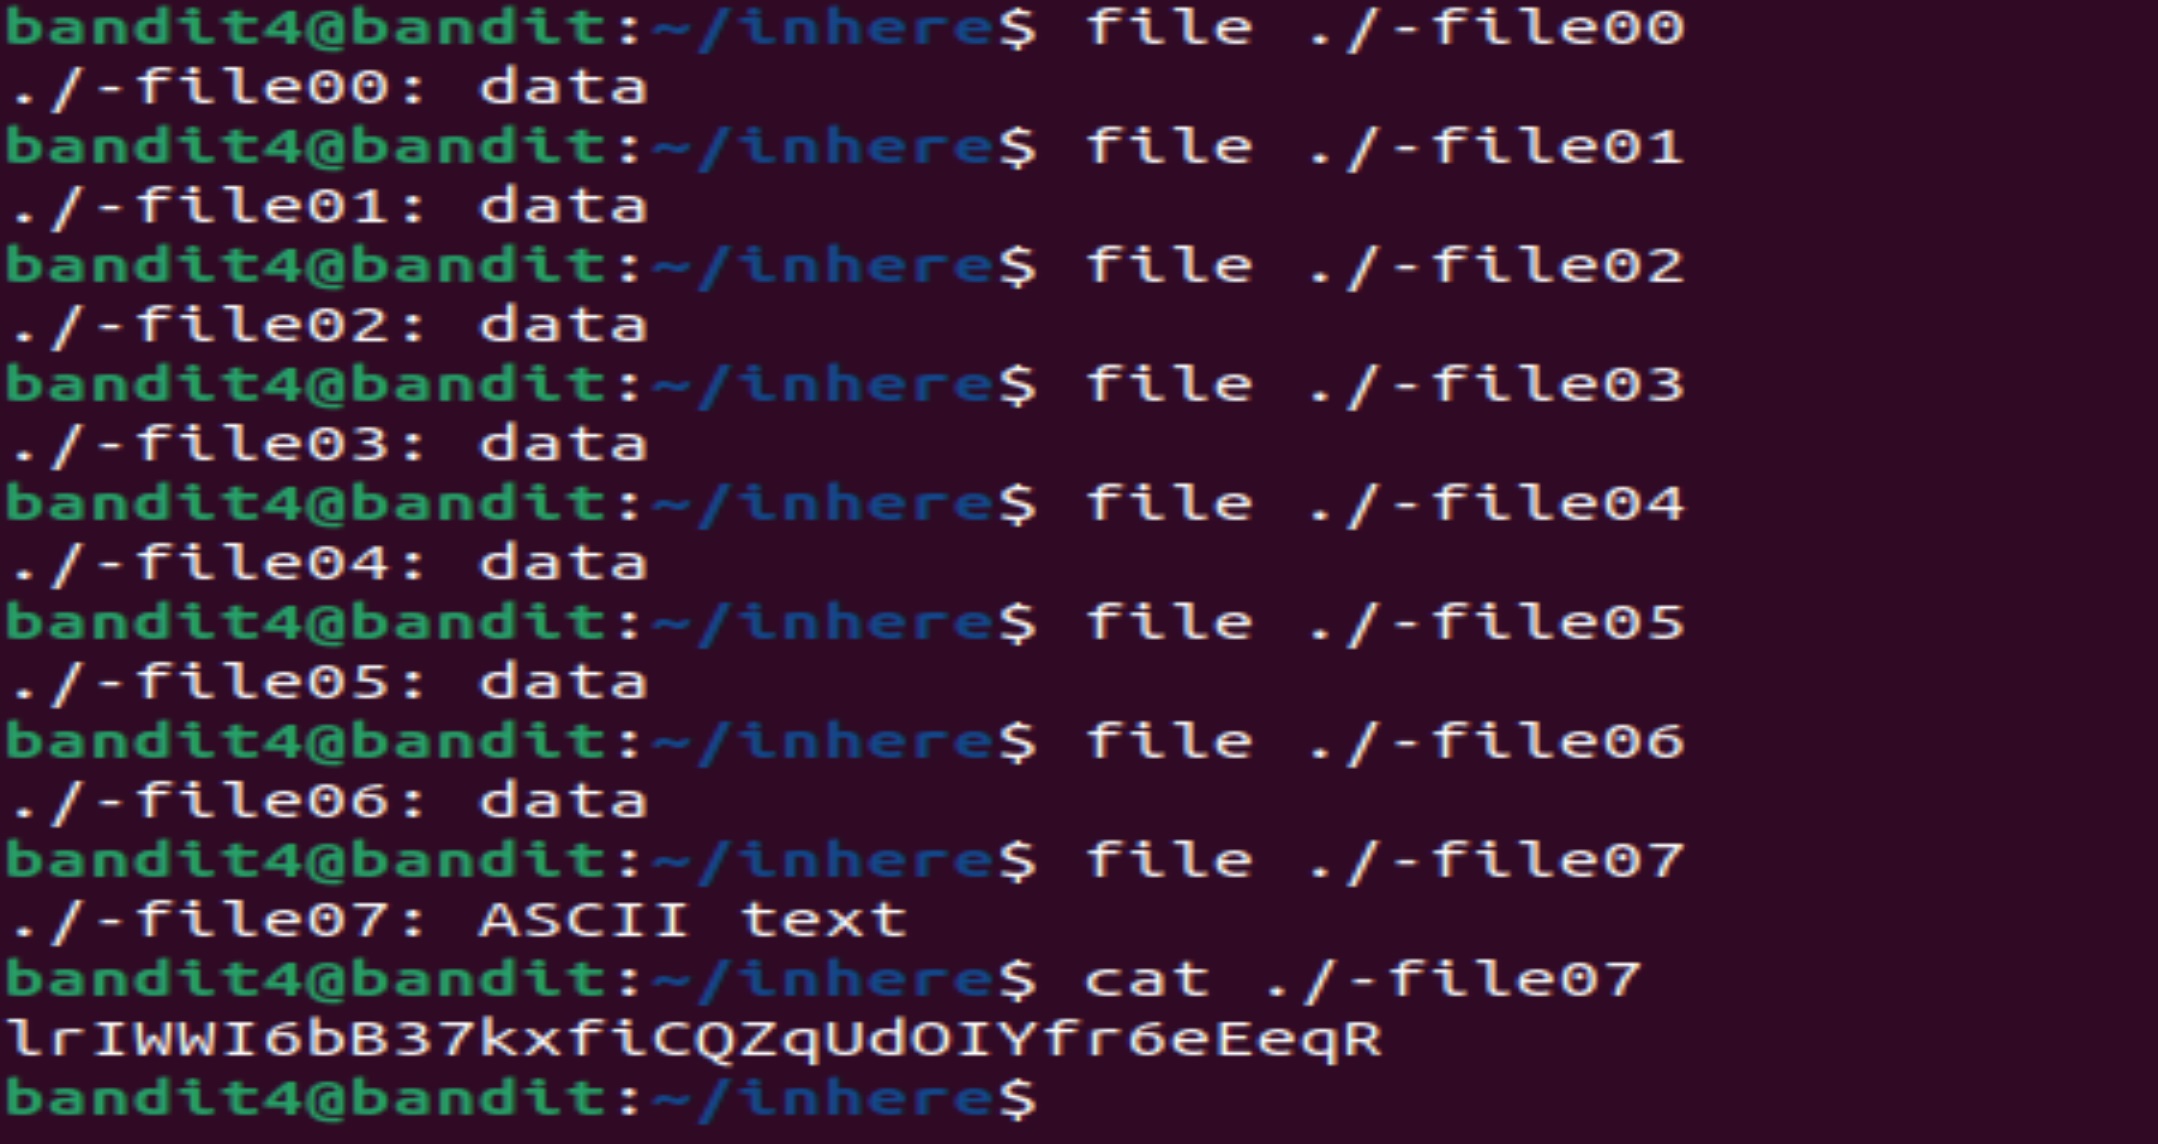 bandit4@bandit:~/inhere$ file ./-file00
./-file00: data
bandit4@bandit:~/inhere$ file ./-file01
./-file01: data
bandit4@bandit:~/inhere$ file ./-file02
./-file02: data
bandit4@bandit:~/inhere$ file ./-file03
./-file03: data
bandit4@bandit:~/inhere$ file ./-file04
./-file04: data
bandit4@bandit:~/inhere$ file ./-file05
./-file05: data
bandit4@bandit:~/inhere$ file ./-file06
./-file06: data
bandit4@bandit:~/inhere$ file ./-file07
./-file07: ASCII text
bandit4@bandit:~/inhere$ cat ./-file07
lrIWWI6bB37kxfiCQZqUdOIYfr6eEeqR
bandit4@bandit:~/inhere$